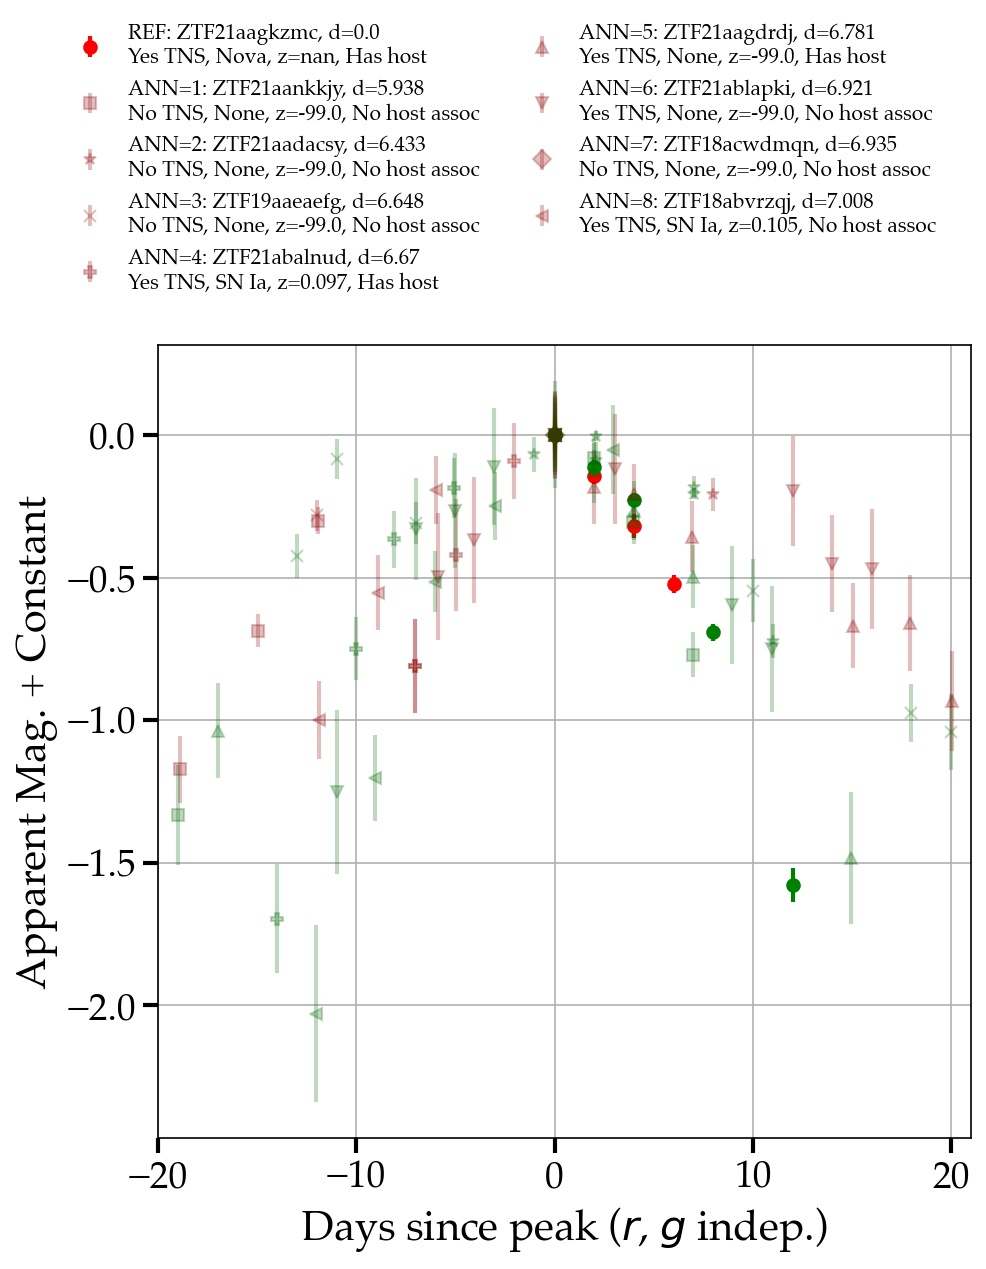 REF: ZTF21aagkzmc, d=0.0
Yes TNS, Nova, z=nan, Has host
ANN=1: ZTF21aankkjy, d=5.938
No TNS, None, z=-99.0, No host assoc
ANN=2: ZTF21aadacsy, d=6.433
No TNS, None, z=-99.0, No host assoc
ANN=3: ZTF19aaeaefg, d=6.648
No TNS, None, z=-99.0, No host assoc
ANN=4: ZTF21abalnud, d=6.67
Yes TNS, SN Ia, z=0.097, Has host
ANN=5: ZTF21aagdrdj, d=6.781
Yes TNS, None, z=-99.0, Has host
ANN=6: ZTF21ablapki, d=6.921
Yes TNS, None, z=-99.0, No host assoc
ANN=7: ZTF18acwdmqn, d=6.935
No TNS, None, z=-99.0, No host assoc
ANN=8: ZTF18abvrzqj, d=7.008
Yes TNS, SN Ia, z=0.105, No host assoc
Apparent Mag. + Constant
0.0
−0.5
−1.0
−1.5
−2.0
−20
−10
0
10
20
Days since peak (r, g indep.)